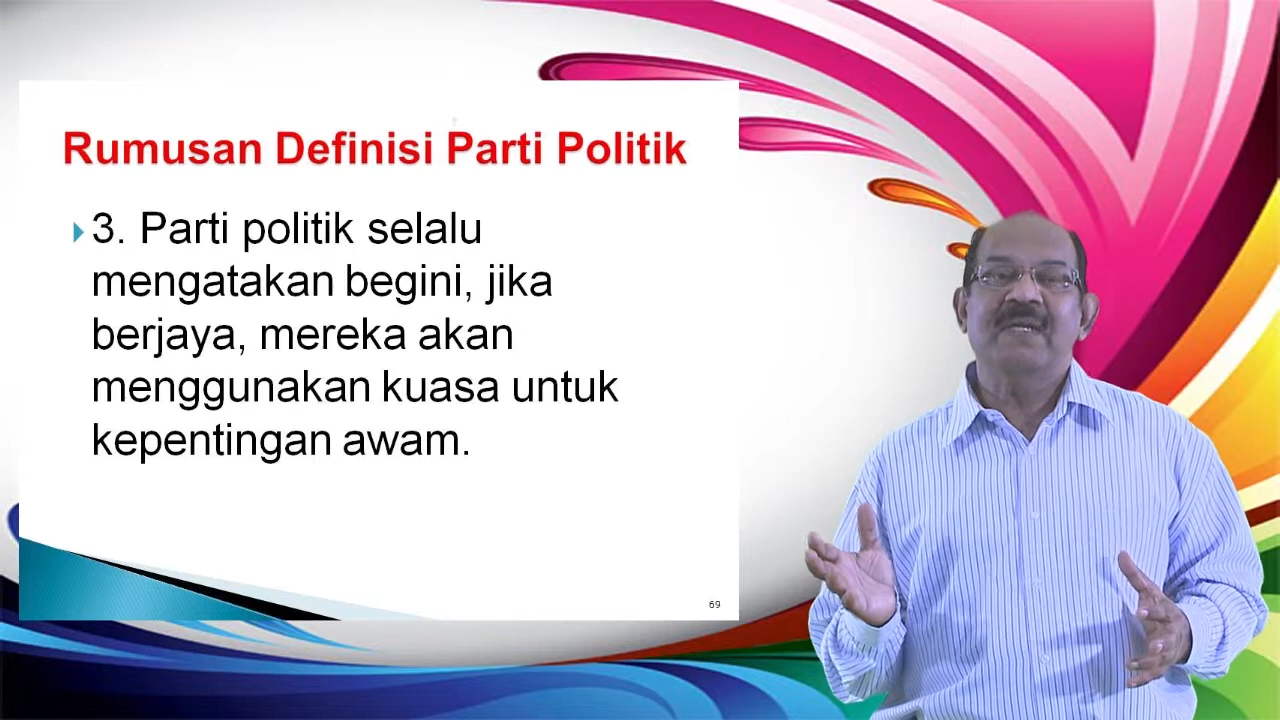 Rumusan Definisi Parti Politik
3. Parti politik selalu
mengatakan begini, jika
berjaya, mereka akan
menggunakan kuasa untuk
kepentingan awam.
69